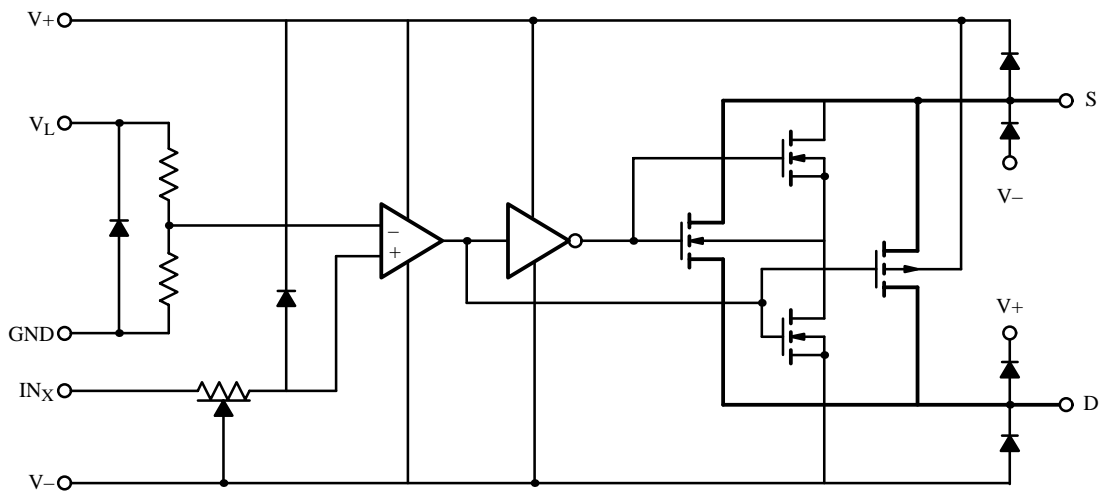 V+
S
VL
V–
–
+
V+
GND
INX
D
V–